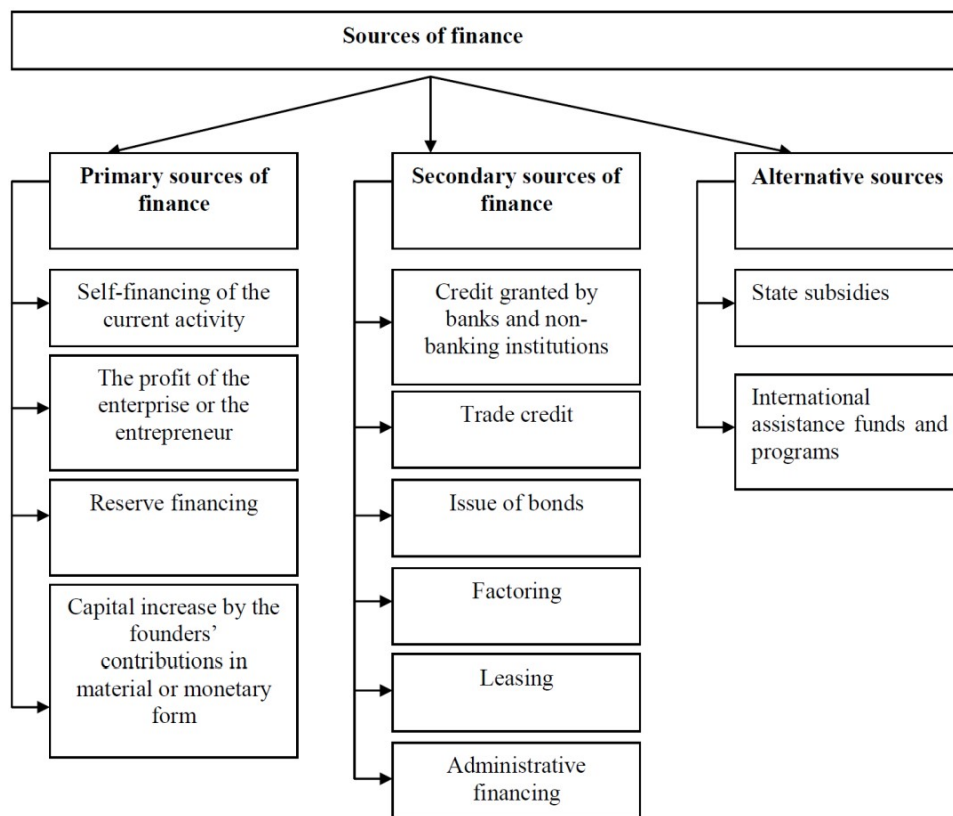 Sources of finance
Primary sources of
finance
Self-financing of the
current activity
The profit of the
enterprise or the
entrepreneur
Reserve financing
Capital increase by the
founders’
contributions in
material or monetary
form
Secondary sources of
finance
Credit granted by
banks and non-
banking institutions
Trade credit
Issue of bonds
Factoring
Leasing
Administrative
financing
Alternative sources
State subsidies
International
assistance funds and
programs